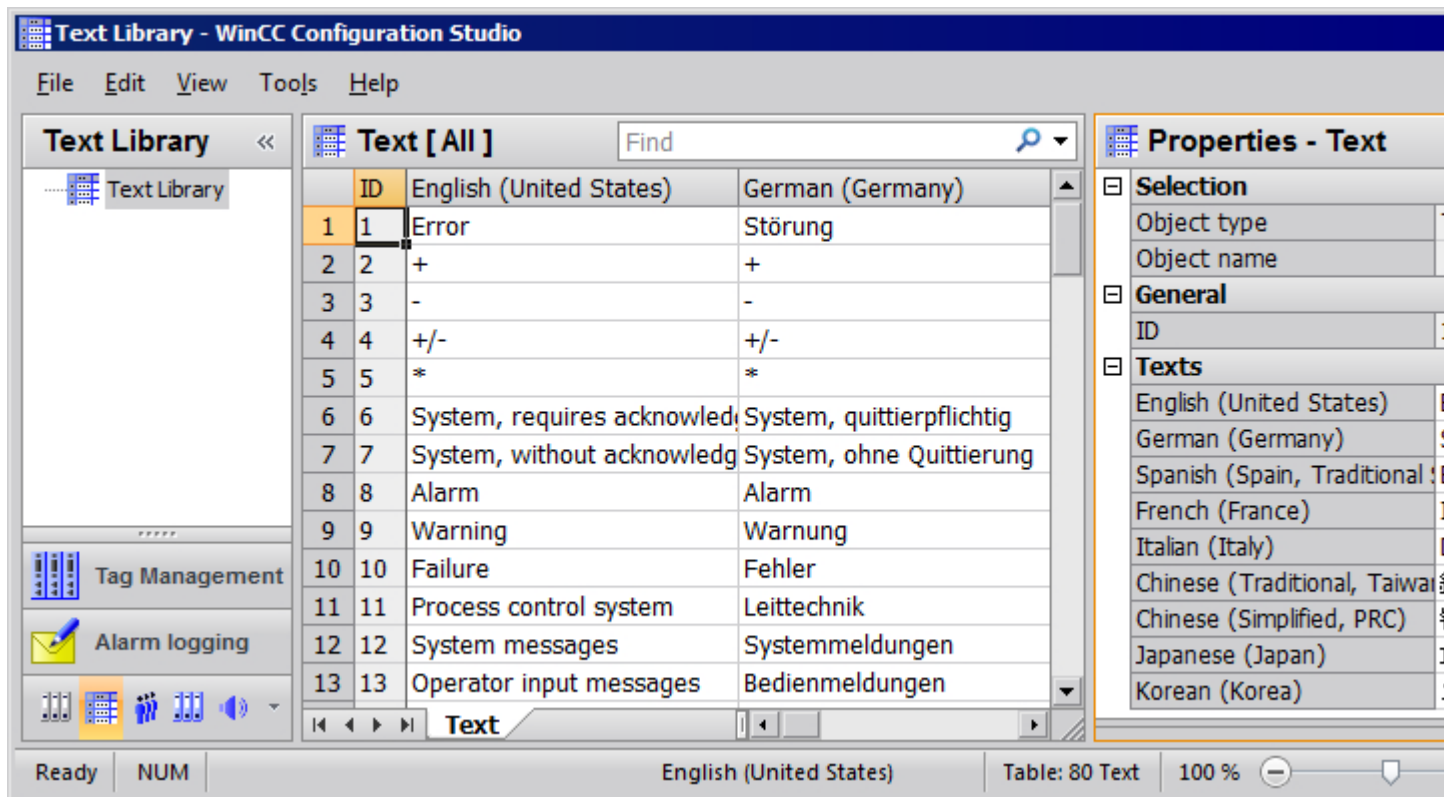 Text Library - WinCC Configuration Studio
File Edit View Tools Help
Text Library «
Text [ All ] Find
Properties - Text
Text Library
ID English (United States) German (Germany)
1 1 Error Störung
2 2 + +
3 3 - -
4 4 +/- +/-
5 5 * *
6 6 System, requires acknowled System, quittierpflichtig
7 7 System, without acknowledg System, ohne Quittierung
8 8 Alarm Alarm
9 9 Warning Warnung
10 10 Failure Fehler
11 11 Process control system Leittechnik
12 12 System messages Systemmeldungen
13 13 Operator input messages Bedienmeldungen
Selection
Object type
Object name
General
ID
Texts
English (United States)
German (Germany)
Spanish (Spain, Traditional
French (France)
Italian (Italy)
Chinese (Traditional, Taiwan
Chinese (Simplified, PRC)
Japanese (Japan)
Korean (Korea)
Tag Management
Alarm logging
Text
Ready NUM English (United States) Table: 80 Text 100 %